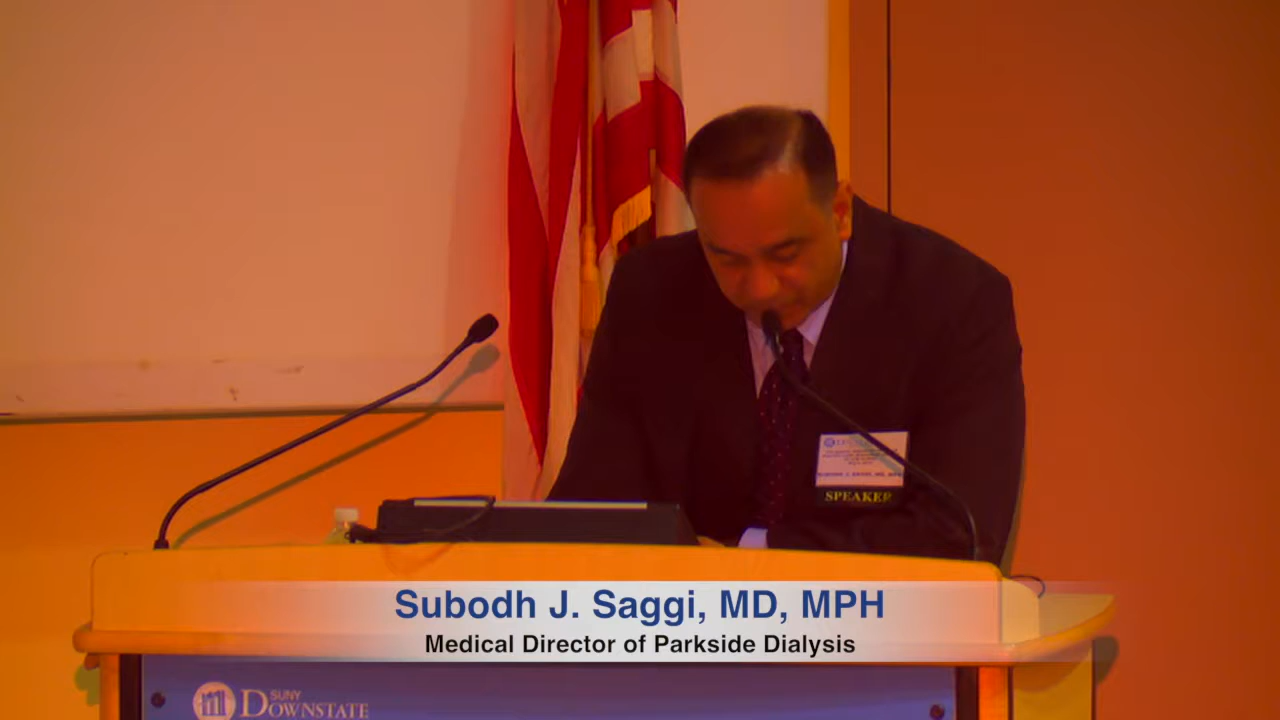 SPEAKER
Subodh J. Saggi, MD, MPH
Medical Director of Parkside Dialysis
SUNY
DOWNSTATE